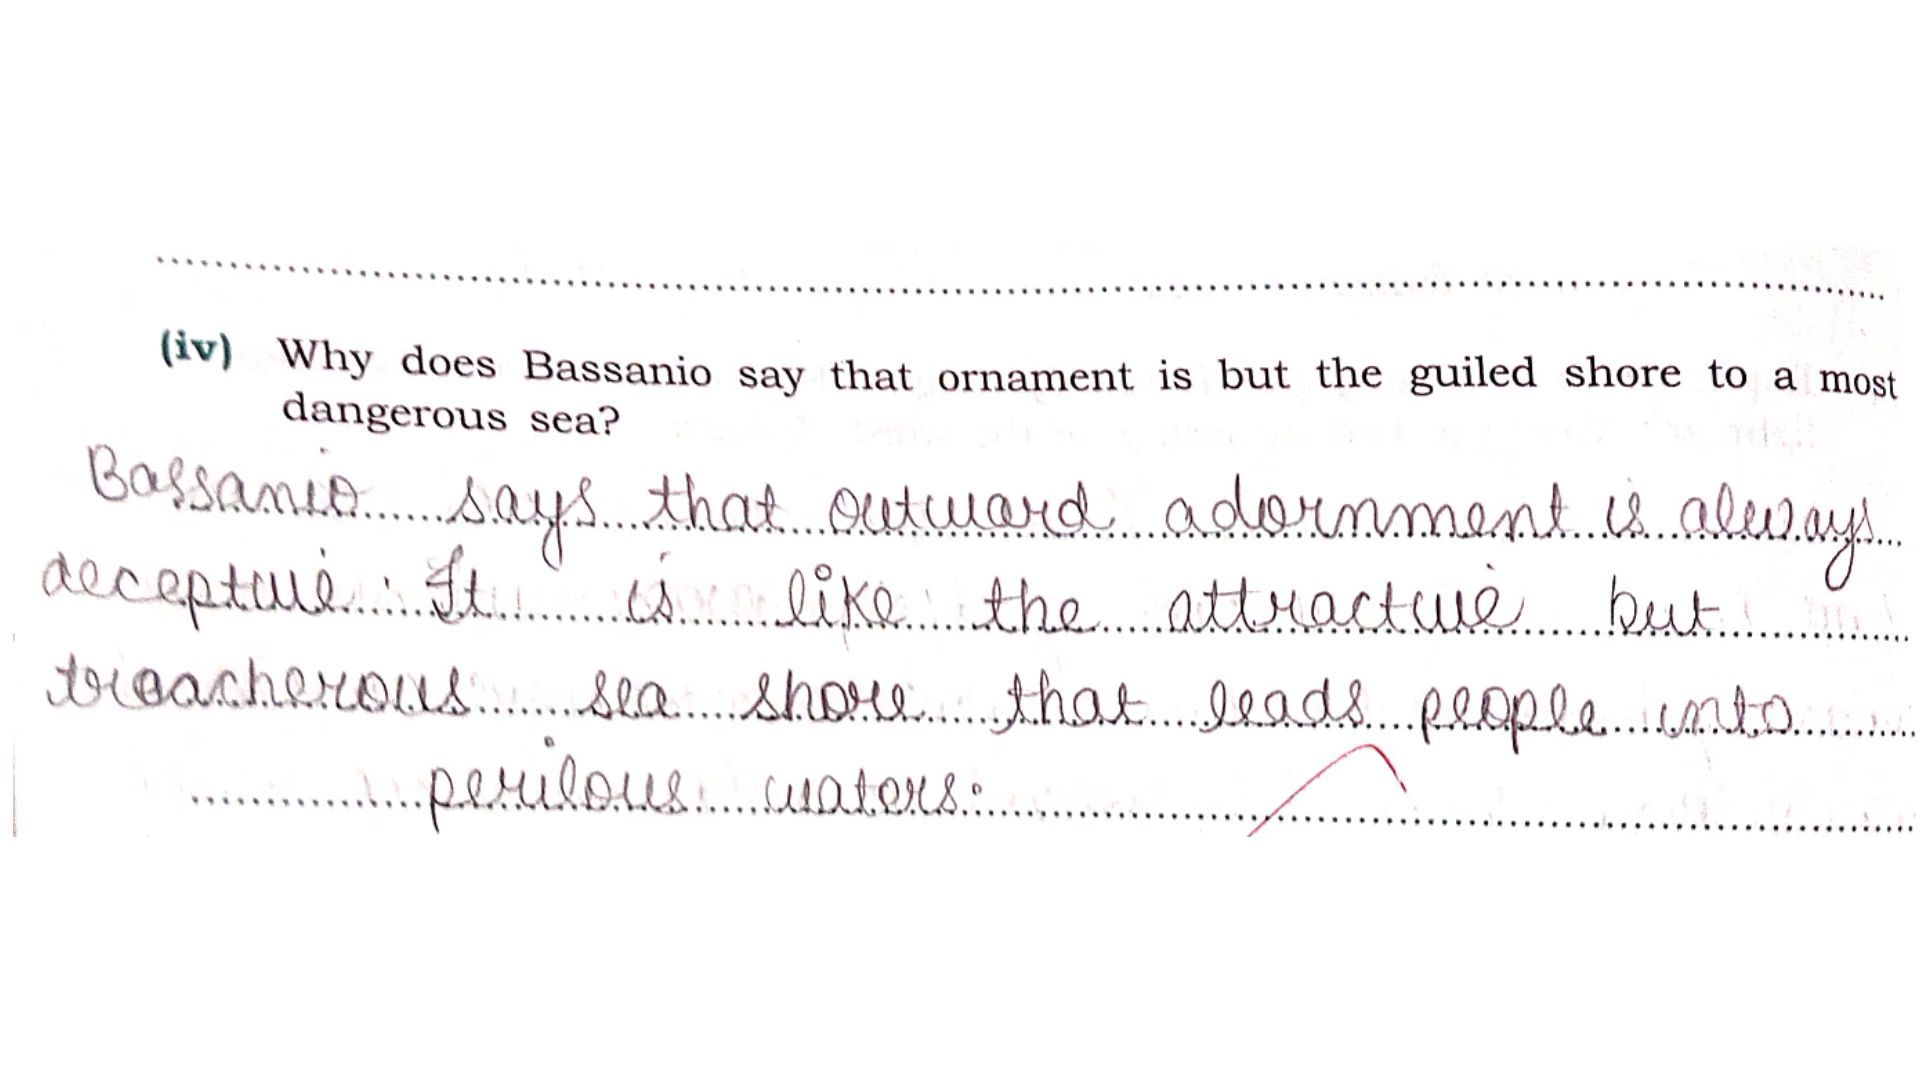 (iv) Why does Bassanio say that ornament is but the guiled shore to a most
dangerous sea?
Bassanio says that outward adornment is always
deceptive. It is like the attractive but
treacherous sea shore that leads people into
perilous waters.